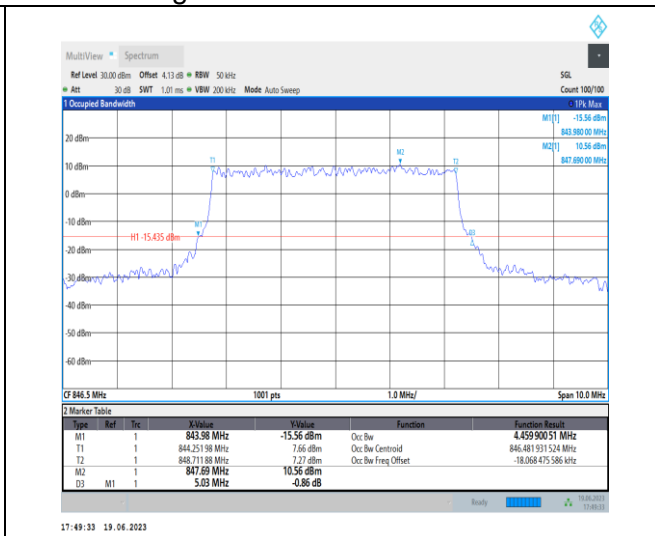 MultiView Spectrum
Ref Level 30.00 dBm Offset 4.13 dB RBW 50 kHz SGL
Att 30 dB SWT 1.01 ms VBW 200 kHz Mode Auto Sweep Count 100/100
1 Occupied Bandwidth 1Pk Max
M1[1] -15.56 dBm
843.980 00 MHz
M2[1] 10.56 dBm
847.690 00 MHz
20 dBm
10 dBm
0 dBm
-10 dBm
-20 dBm
-30 dBm
-40 dBm
-50 dBm
-60 dBm
T1
M2
T2
M1
D3
H1 -15.435 dBm
CF 846.5 MHz 1001 pts 1.0 MHz/ Span 10.0 MHz
2 Marker Table
Type Ref Trc X-Value Y-Value Function Function Result
M1 1 843.98 MHz -15.56 dBm Occ Bw 4.459 900 51 MHz
T1 1 844.251 98 MHz 7.66 dBm Occ Bw Centroid 846.481 931 524 MHz
T2 1 848.711 88 MHz 7.27 dBm Occ Bw Freq Offset -18.068 475 586 kHz
M2 1 847.69 MHz 10.56 dBm
D3 M1 1 5.03 MHz -0.86 dB
Ready 19.06.2023
17:49:33
17:49:33 19.06.2023